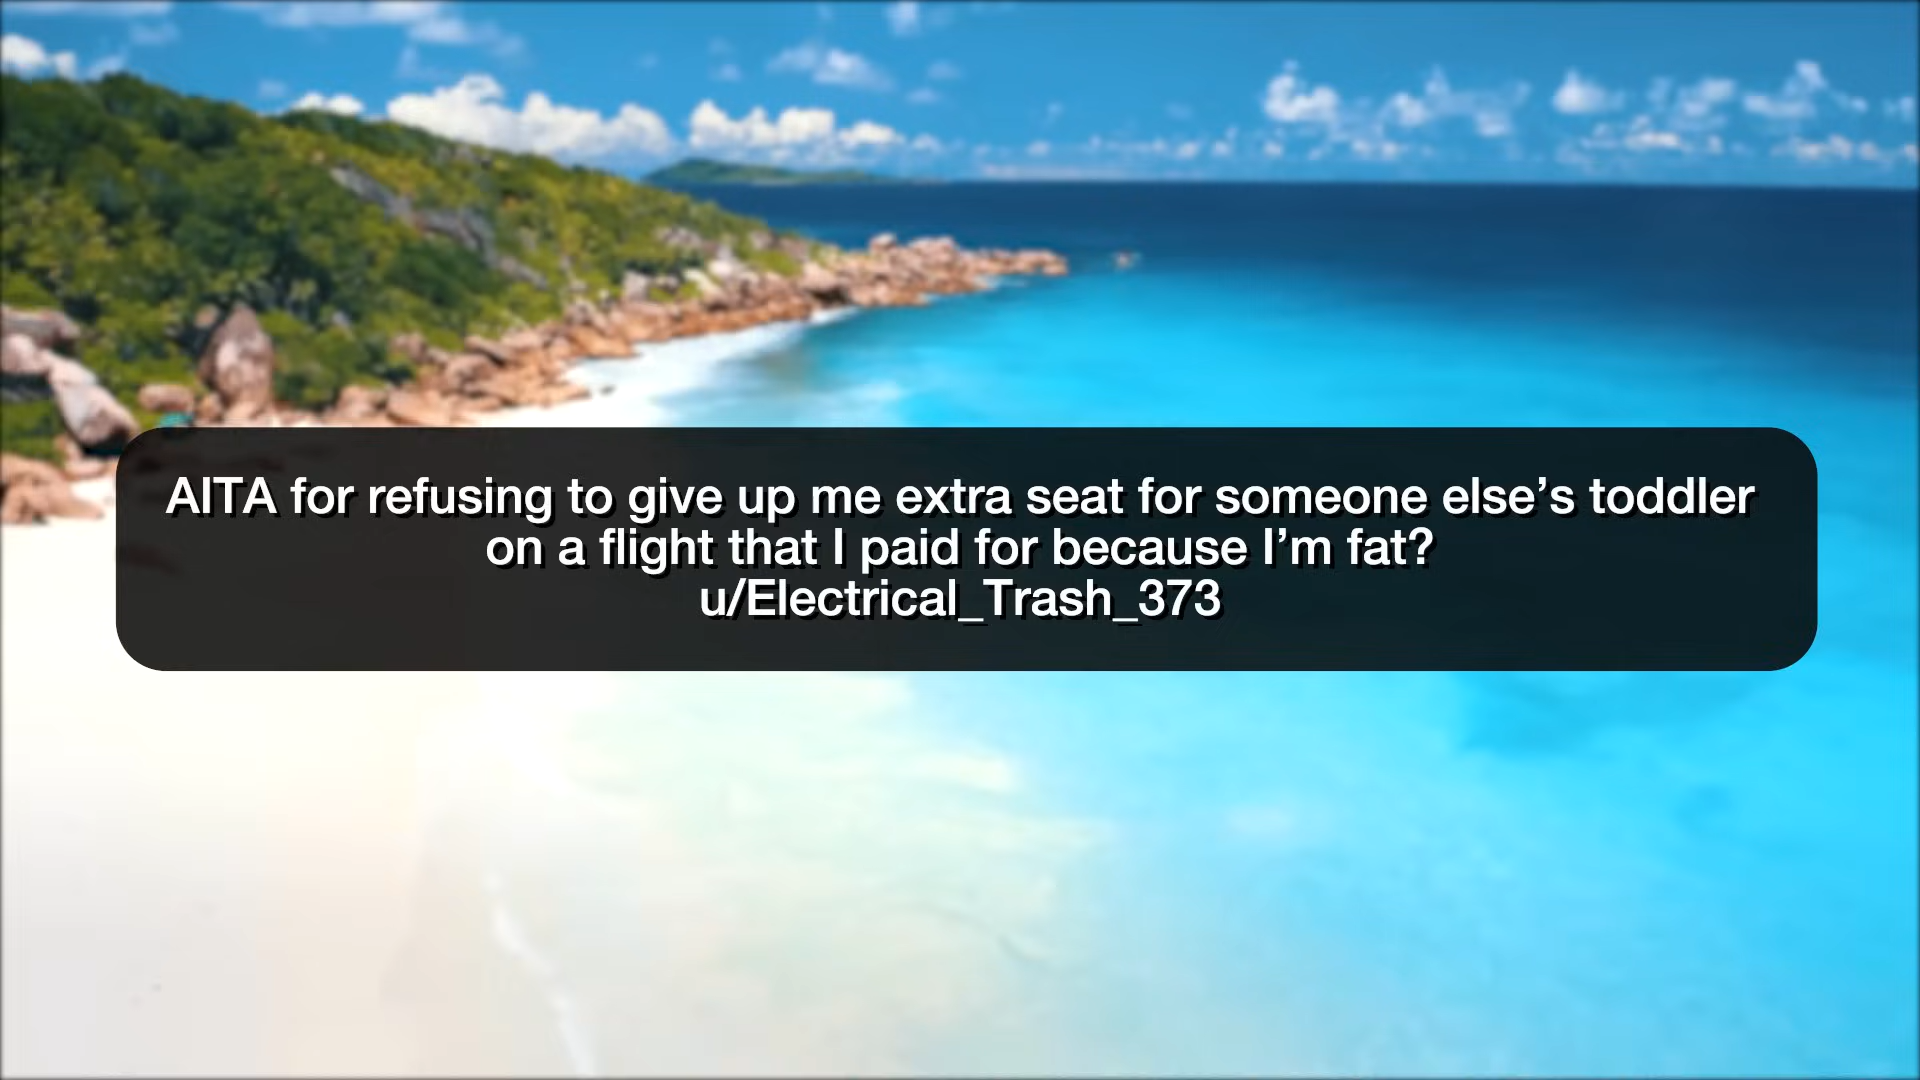 AITA for refusing to give up me extra seat for someone else’s toddler
on a flight that I paid for because I’m fat?
u/Electrical_Trash_373